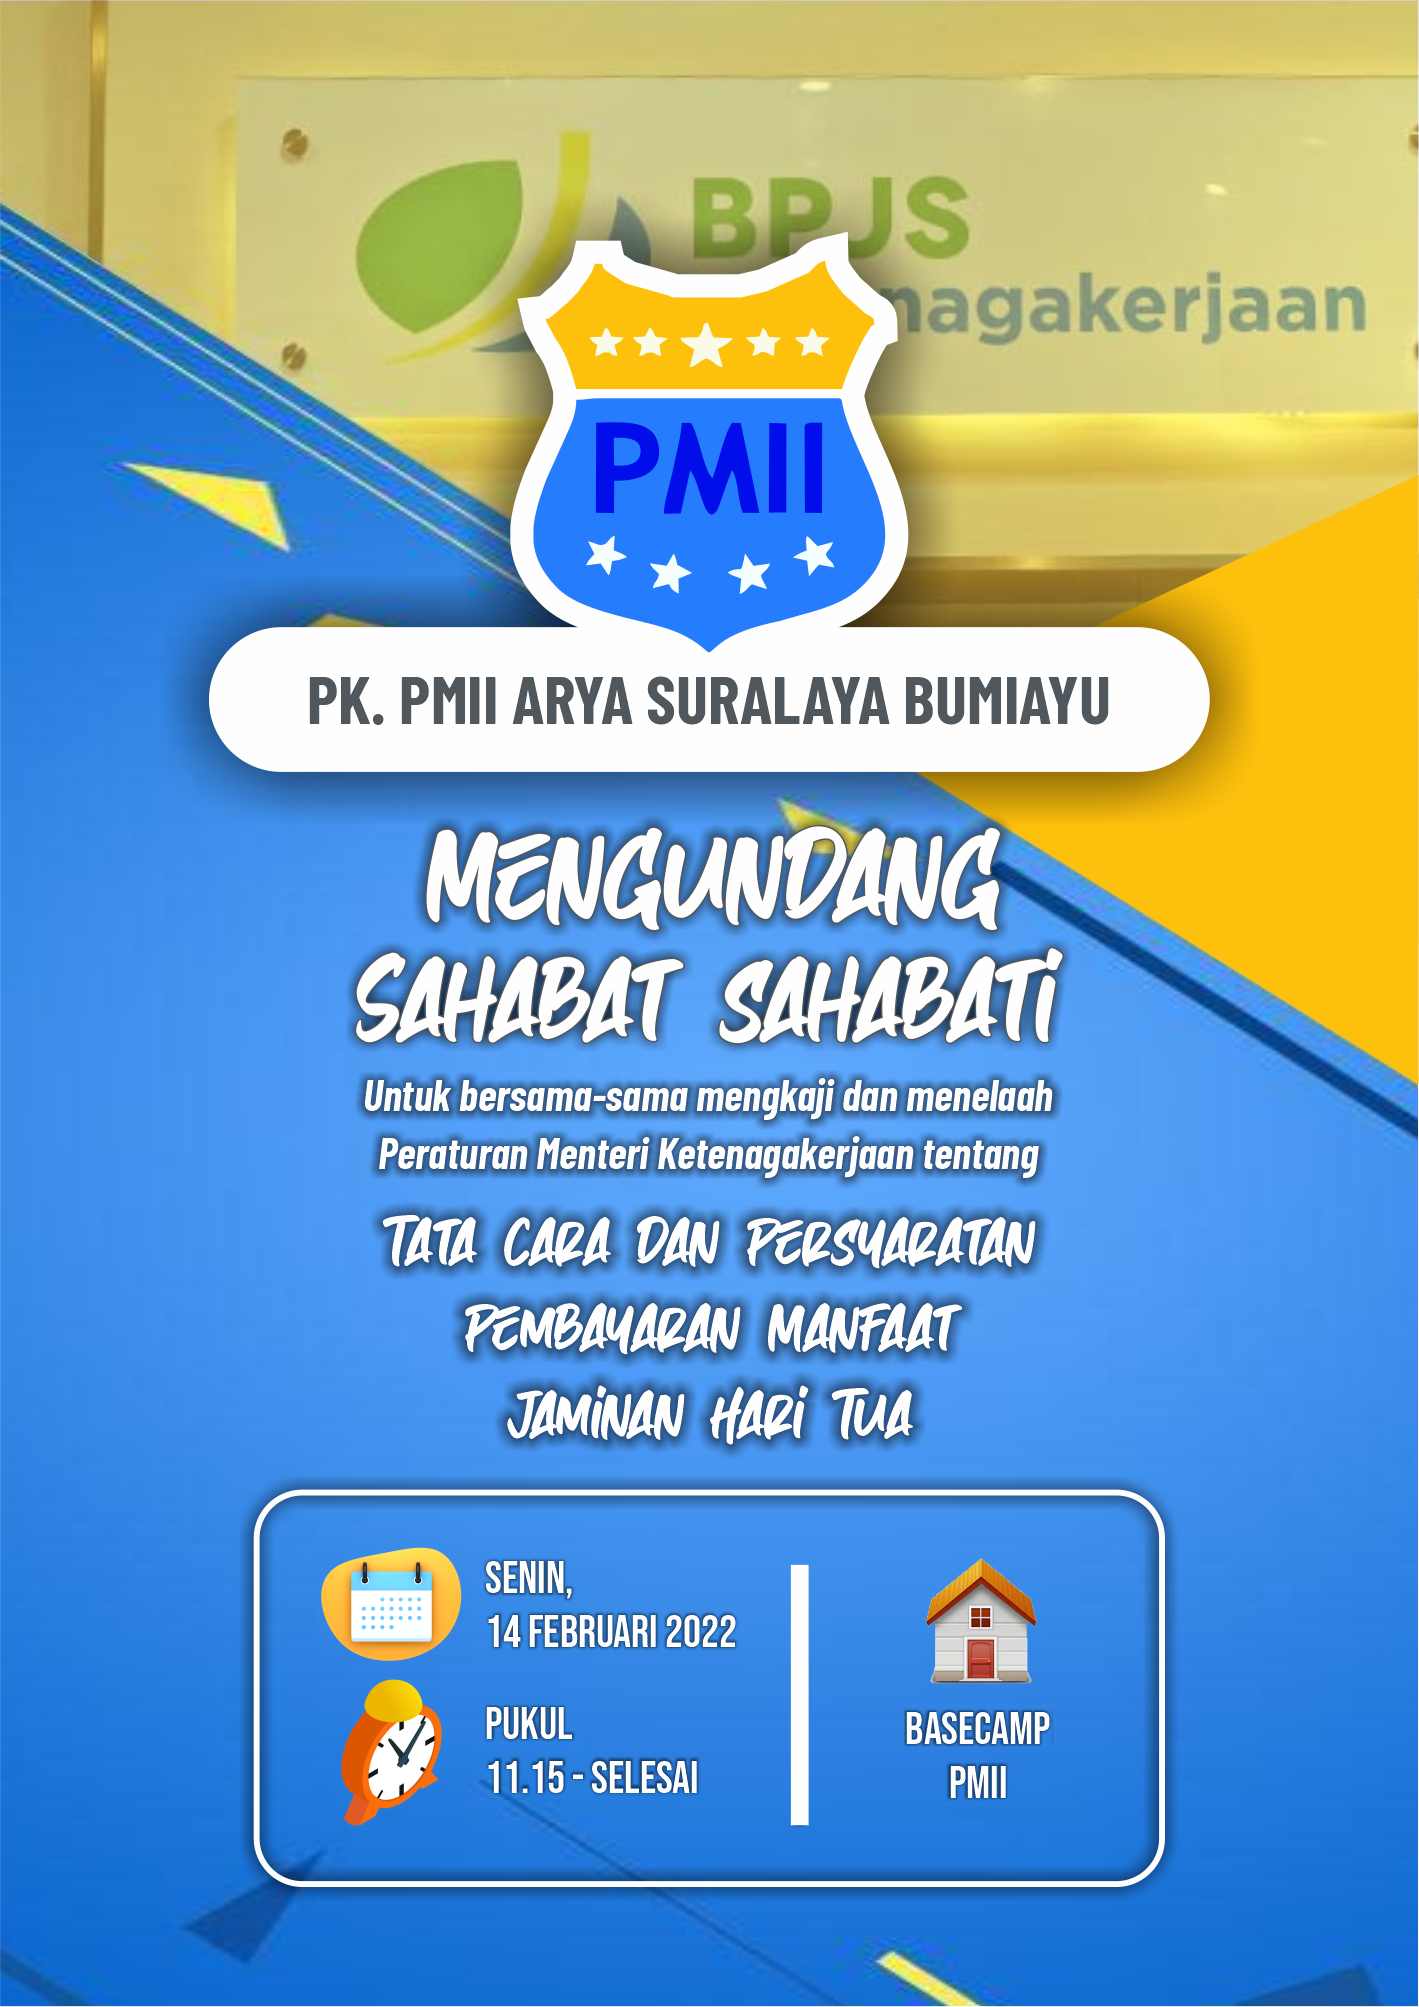 BPJS
nagakerjaan
PMII
PK. PMII ARYA SURALAYA BUMIAYU
MENGUNDANG
SAHABAT SAHABATI
Untuk bersama-sama mengkaji dan menelaah
Peraturan Menteri Ketenagakerjaan tentang
TATA CARA DAN PERSYARATAN
PEMBAYARAN MANFAAT
JAMINAN HARI TUA
SENIN,
14 FEBRUARI 2022
PUKUL
11.15 - SELESAI
BASECAMP
PMII